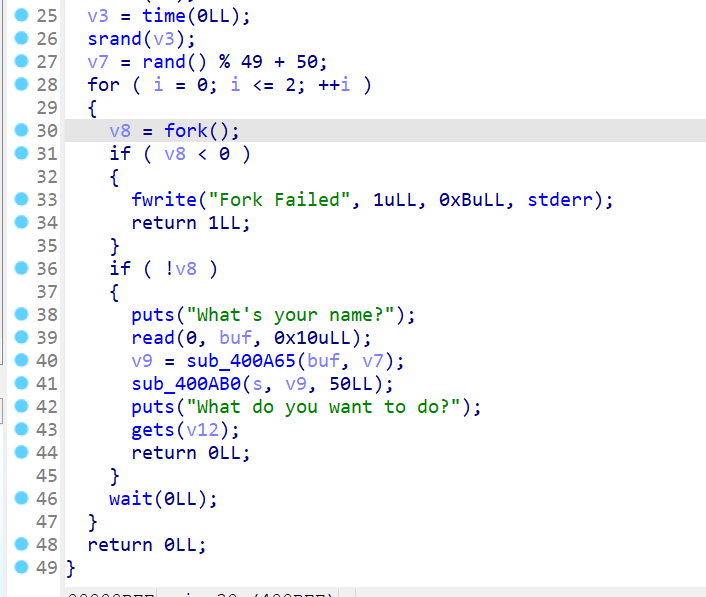 25 v3 = time(0LL);
26 srand(v3);
27 v7 = rand() % 49 + 50;
28 for ( i = 0; i <= 2; ++i )
29 {
30 v8 = fork();
31 if ( v8 < 0 )
32 {
33 fwrite("Fork Failed", 1uLL, 0xBuLL, stderr);
34 return 1LL;
35 }
36 if ( !v8 )
37 {
38 puts("What's your name?");
39 read(0, buf, 0x10uLL);
40 v9 = sub_400A65(buf, v7);
41 sub_400AB0(s, v9, 50LL);
42 puts("What do you want to do?");
43 gets(v12);
44 return 0LL;
45 }
46 wait(0LL);
47 }
48 return 0LL;
49 }